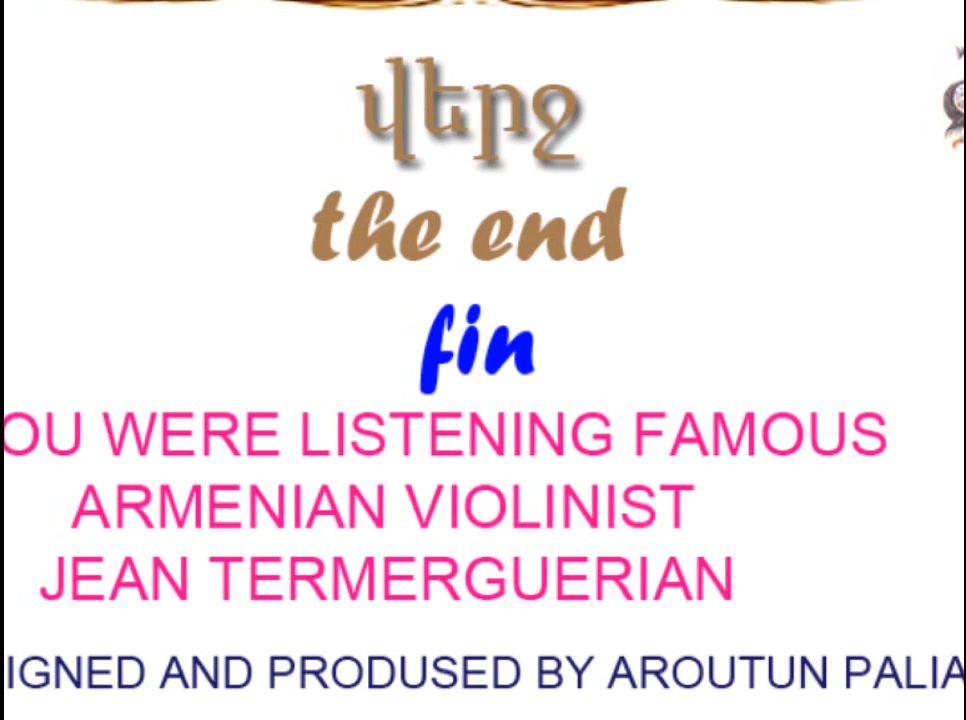 վերջ
the end
fin
OU WERE LISTENING FAMOUS
ARMENIAN VIOLINIST
JEAN TERMERGUERIAN
IGNED AND PRODUSED BY AROUTUN PALIA